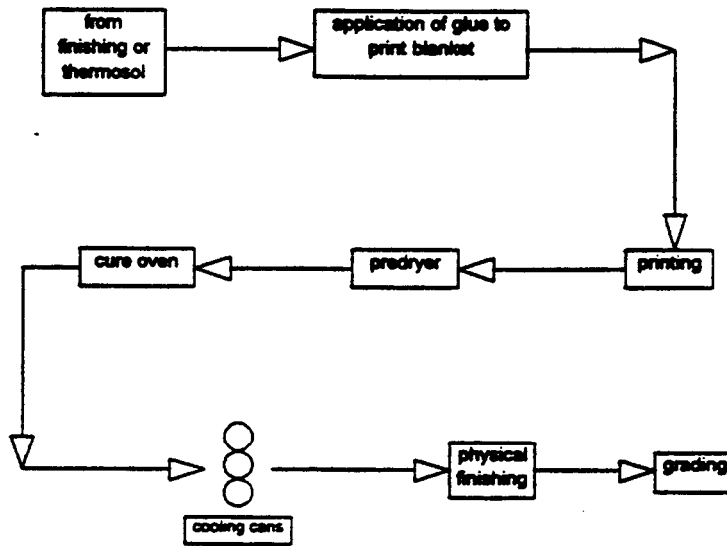 from
finishing or
thermosol
application of glue to
print blanket
printing
predryer
cure oven
cooling cans
physical
finishing
grading